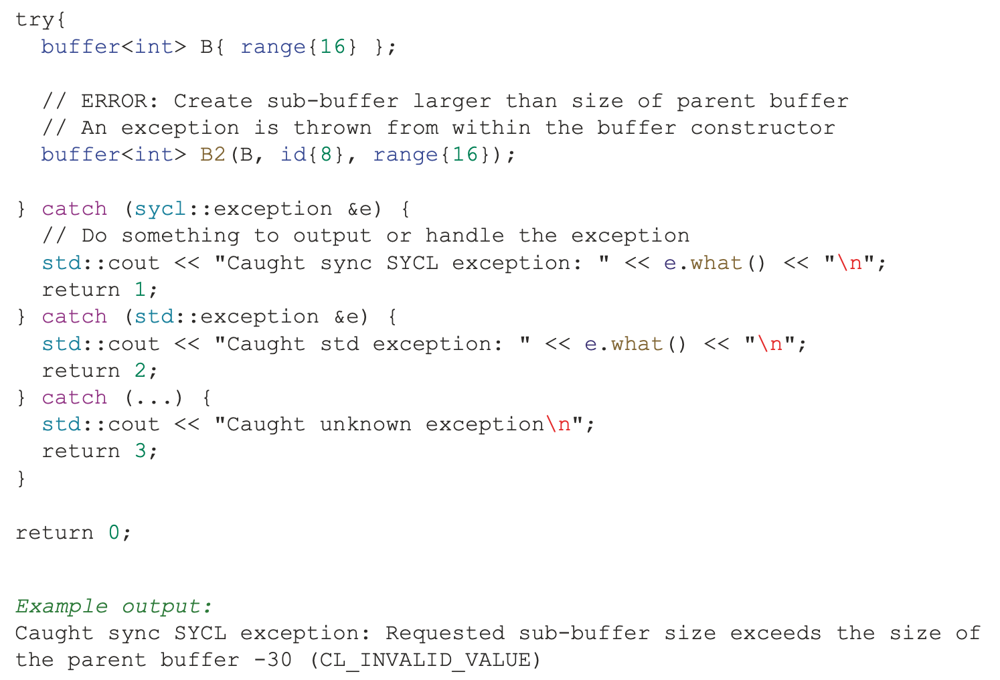 try{
  buffer<int> B{ range{16} };

  // ERROR: Create sub-buffer larger than size of parent buffer
  // An exception is thrown from within the buffer constructor
  buffer<int> B2(B, id{8}, range{16});

} catch (sycl::exception &e) {
  // Do something to output or handle the exception
  std::cout << "Caught sync SYCL exception: " << e.what() << "\n";
  return 1;
} catch (std::exception &e) {
  std::cout << "Caught std exception: " << e.what() << "\n";
  return 2;
} catch (...) {
  std::cout << "Caught unknown exception\n";
  return 3;
}

return 0;

Example output:
Caught sync SYCL exception: Requested sub-buffer size exceeds the size of
the parent buffer -30 (CL_INVALID_VALUE)